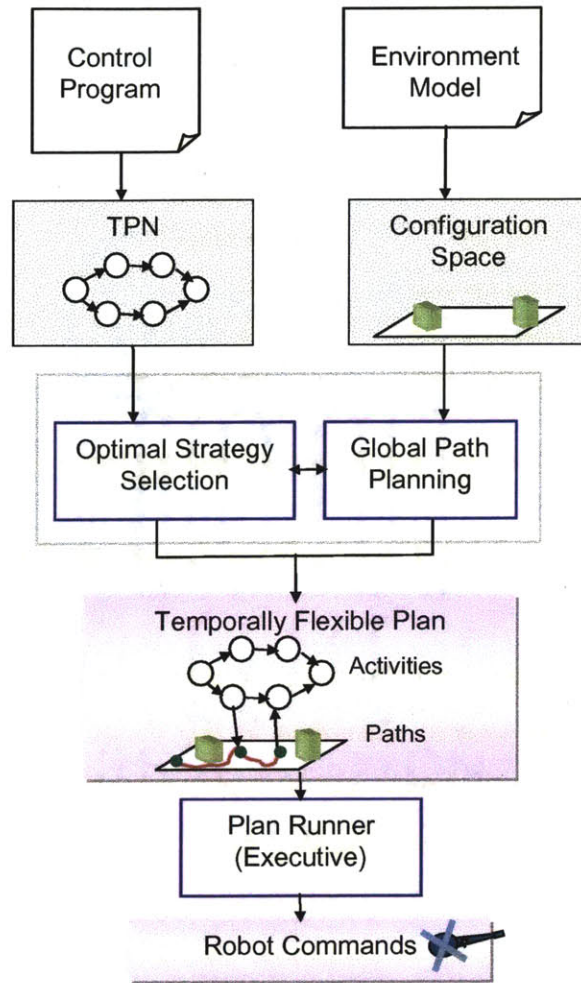 Control
Program
Environment
Model
TPN
Configuration
Space
Optimal Strategy
Selection
Global Path
Planning
Temporally Flexible Plan
Activities
Paths
Plan Runner
(Executive)
Robot Commands